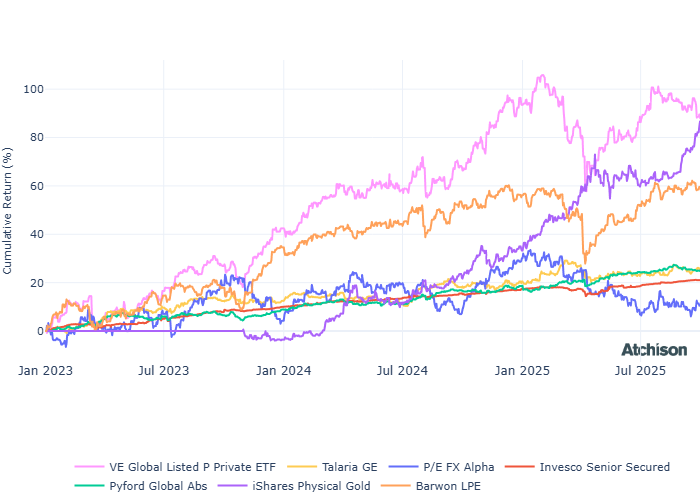 Cumulative Return (%)
100
80
60
40
20
0
Jan 2023
Jul 2023
Jan 2024
Jul 2024
Jan 2025
Jul 2025
Atchison
VE Global Listed P Private ETF
Talaria GE
P/E FX Alpha
Invesco Senior Secured
Pyford Global Abs
iShares Physical Gold
Barwon LPE